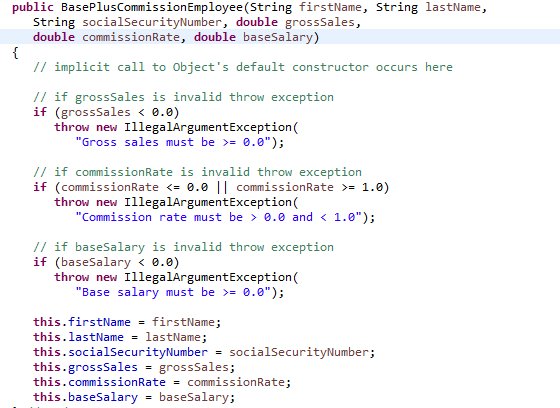 public BasePlusCommissionEmployee(String firstName, String lastName,
String socialSecurityNumber, double grossSales,
double commissionRate, double baseSalary)
{
// implicit call to Object's default constructor occurs here
// if grossSales is invalid throw exception
if (grossSales < 0.0)
throw new IllegalArgumentException(
"Gross sales must be >= 0.0");
// if commissionRate is invalid throw exception
if (commissionRate <= 0.0 || commissionRate >= 1.0)
throw new IllegalArgumentException(
"Commission rate must be > 0.0 and < 1.0");
// if baseSalary is invalid throw exception
if (baseSalary < 0.0)
throw new IllegalArgumentException(
"Base salary must be >= 0.0");
this.firstName = firstName;
this.lastName = lastName;
this.socialSecurityNumber = socialSecurityNumber;
this.grossSales = grossSales;
this.commissionRate = commissionRate;
this.baseSalary = baseSalary;